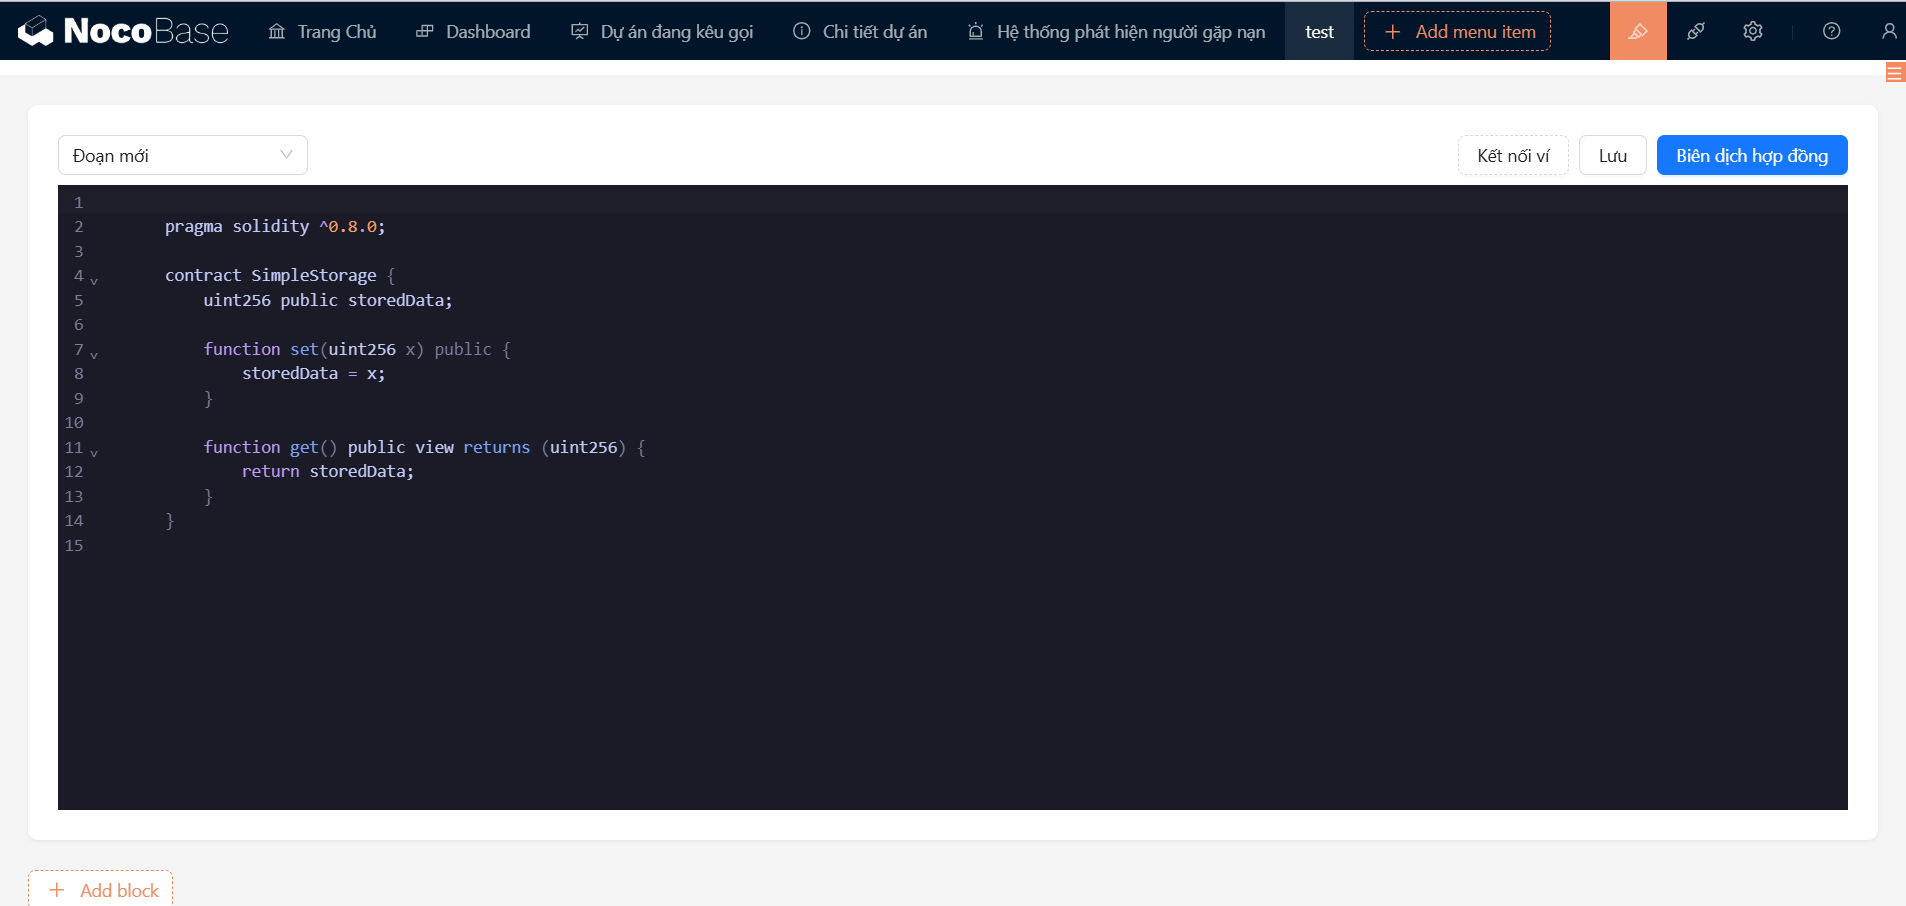 NocoBase Trang Chủ Dashboard Dự án đang kêu gọi Chi tiết dự án Hệ thống phát hiện người gặp nạn test + Add menu item
Đoạn mới Kết nối ví Lưu Biên dịch hợp đồng
1
2 pragma solidity ^0.8.0;
3
4 contract SimpleStorage {
5 uint256 public storedData;
6
7 function set(uint256 x) public {
8 storedData = x;
9 }
10
11 function get() public view returns (uint256) {
12 return storedData;
13 }
14 }
15
+ Add block